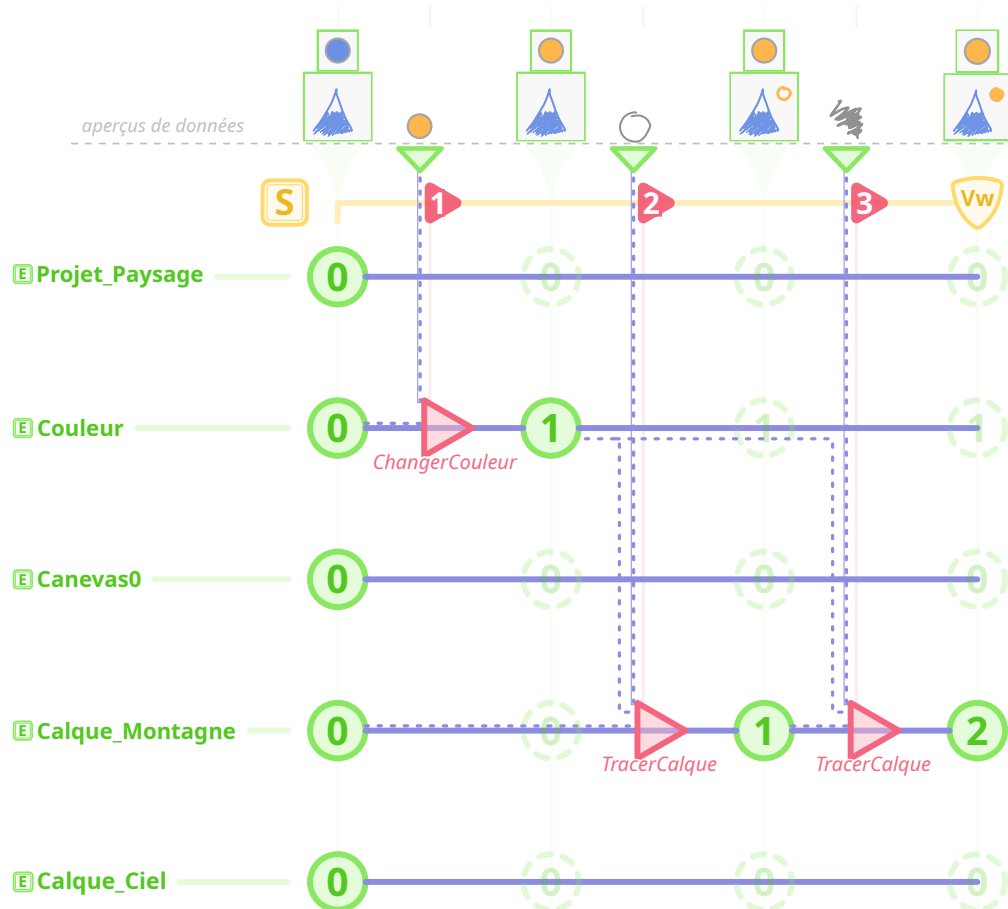 aperçus de données
S 1 2 3 Vw
E Projet_Paysage 0 0 0 0
E Couleur 0 1 1 1
ChangerCouleur
E Canevas0 0 0 0 0
E Calque_Montagne 0 0 1 2
TracerCalque TracerCalque
E Calque_Ciel 0 0 0 0